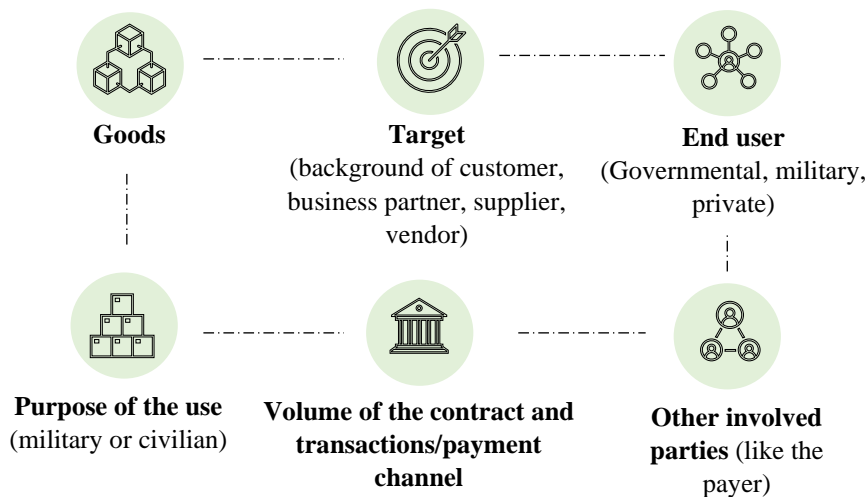 Goods
Target
(background of customer,
business partner, supplier,
vendor)
End user
(Governmental, military,
private)
Purpose of the use
(military or civilian)
Volume of the contract and
transactions/payment
channel
Other involved
parties (like the
payer)